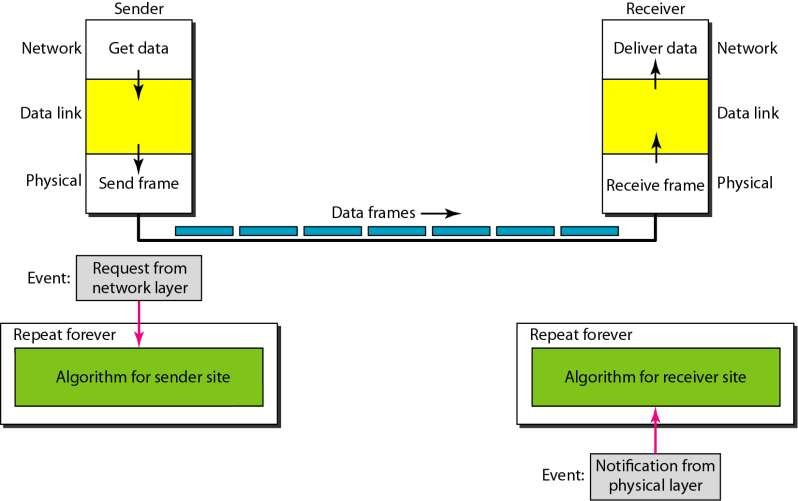 Sender
Receiver
Network
Get data
Deliver data
Network
Data link
Data link
Physical
Send frame
Receive frame
Physical
Data frames
Event:
Request from
network layer
Repeat forever
Algorithm for sender site
Repeat forever
Algorithm for receiver site
Event:
Notification from
physical layer